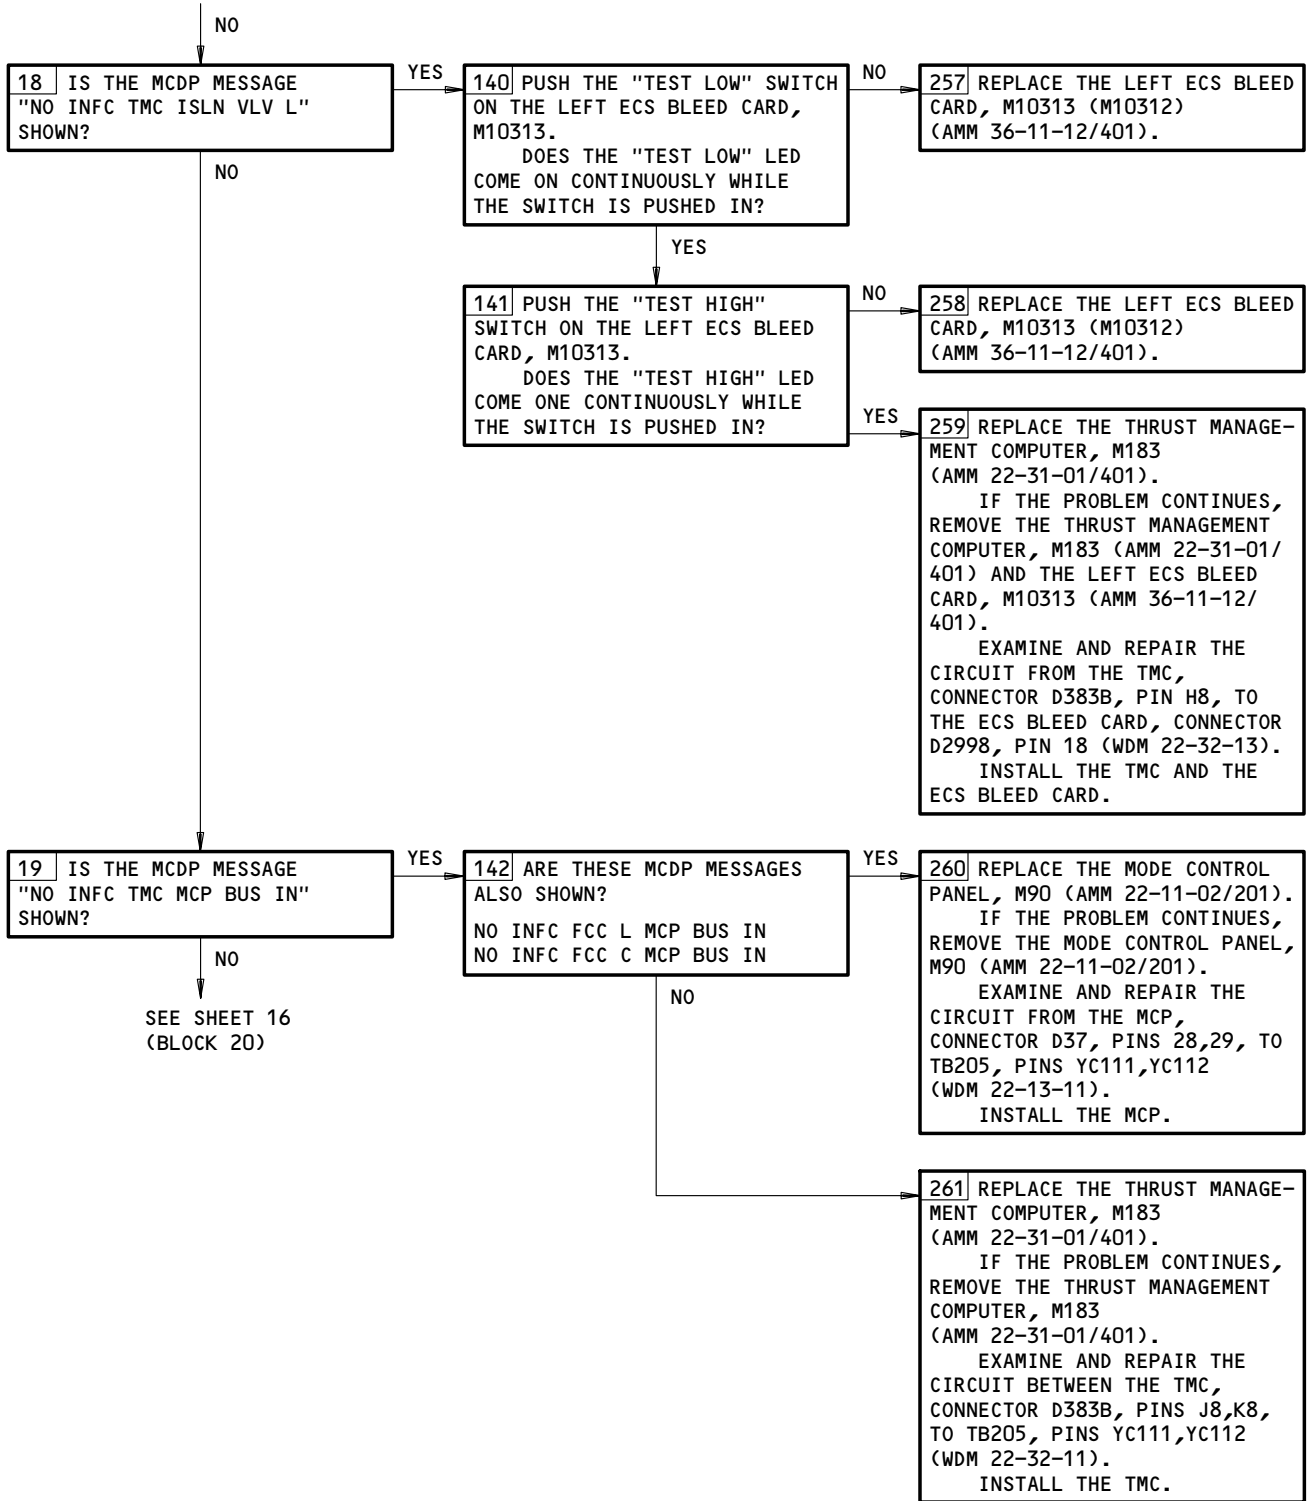 NO
18 IS THE MCDP MESSAGE
"NO INFC TMC ISLN VLV L"
SHOWN?
YES
NO
140 PUSH THE "TEST LOW" SWITCH
ON THE LEFT ECS BLEED CARD,
M10313.
DOES THE "TEST LOW" LED
COME ON CONTINUOUSLY WHILE
THE SWITCH IS PUSHED IN?
NO
YES
257 REPLACE THE LEFT ECS BLEED
CARD, M10313 (M10312)
(AMM 36-11-12/401).
141 PUSH THE "TEST HIGH"
SWITCH ON THE LEFT ECS BLEED
CARD, M10313.
DOES THE "TEST HIGH" LED
COME ONE CONTINUOUSLY WHILE
THE SWITCH IS PUSHED IN?
NO
YES
258 REPLACE THE LEFT ECS BLEED
CARD, M10313 (M10312)
(AMM 36-11-12/401).
259 REPLACE THE THRUST MANAGE-
MENT COMPUTER, M183
(AMM 22-31-01/401).
IF THE PROBLEM CONTINUES,
REMOVE THE THRUST MANAGEMENT
COMPUTER, M183 (AMM 22-31-01/
401) AND THE LEFT ECS BLEED
CARD, M10313 (AMM 36-11-12/
401).
EXAMINE AND REPAIR THE
CIRCUIT FROM THE TMC,
CONNECTOR D383B, PIN H8, TO
THE ECS BLEED CARD, CONNECTOR
D2998, PIN 18 (WDM 22-32-13).
INSTALL THE TMC AND THE
ECS BLEED CARD.
19 IS THE MCDP MESSAGE
"NO INFC TMC MCP BUS IN"
SHOWN?
YES
NO
SEE SHEET 16
(BLOCK 20)
142 ARE THESE MCDP MESSAGES
ALSO SHOWN?
NO INFC FCC L MCP BUS IN
NO INFC FCC C MCP BUS IN
YES
NO
260 REPLACE THE MODE CONTROL
PANEL, M90 (AMM 22-11-02/201).
IF THE PROBLEM CONTINUES,
REMOVE THE MODE CONTROL PANEL,
M90 (AMM 22-11-02/201).
EXAMINE AND REPAIR THE
CIRCUIT FROM THE MCP,
CONNECTOR D37, PINS 28,29, TO
TB205, PINS YC111,YC112
(WDM 22-13-11).
INSTALL THE MCP.
261 REPLACE THE THRUST MANAGE-
MENT COMPUTER, M183
(AMM 22-31-01/401).
IF THE PROBLEM CONTINUES,
REMOVE THE THRUST MANAGEMENT
COMPUTER, M183
(AMM 22-31-01/401).
EXAMINE AND REPAIR THE
CIRCUIT BETWEEN THE TMC,
CONNECTOR D383B, PINS J8,K8,
TO TB205, PINS YC111,YC112
(WDM 22-32-11).
INSTALL THE TMC.